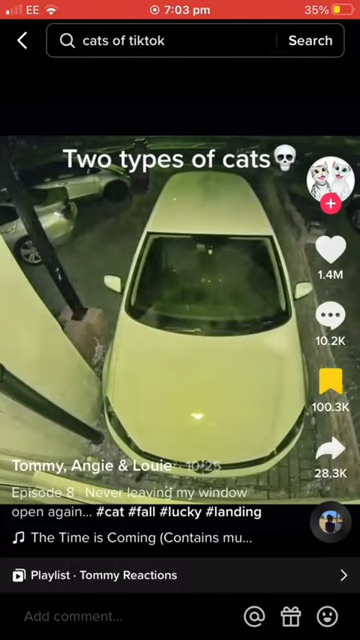 EE 7:03 pm 35%
cats of tiktok Search
Two types of cats💀
1.4M
10.2K
100.3K
28.3K
Tommy, Angie & Louie · 10-25
Episode 8 | Never leaving my window
open again... #cat #fall #lucky #landing
The Time is Coming (Contains mu...
Playlist · Tommy Reactions
Add comment...